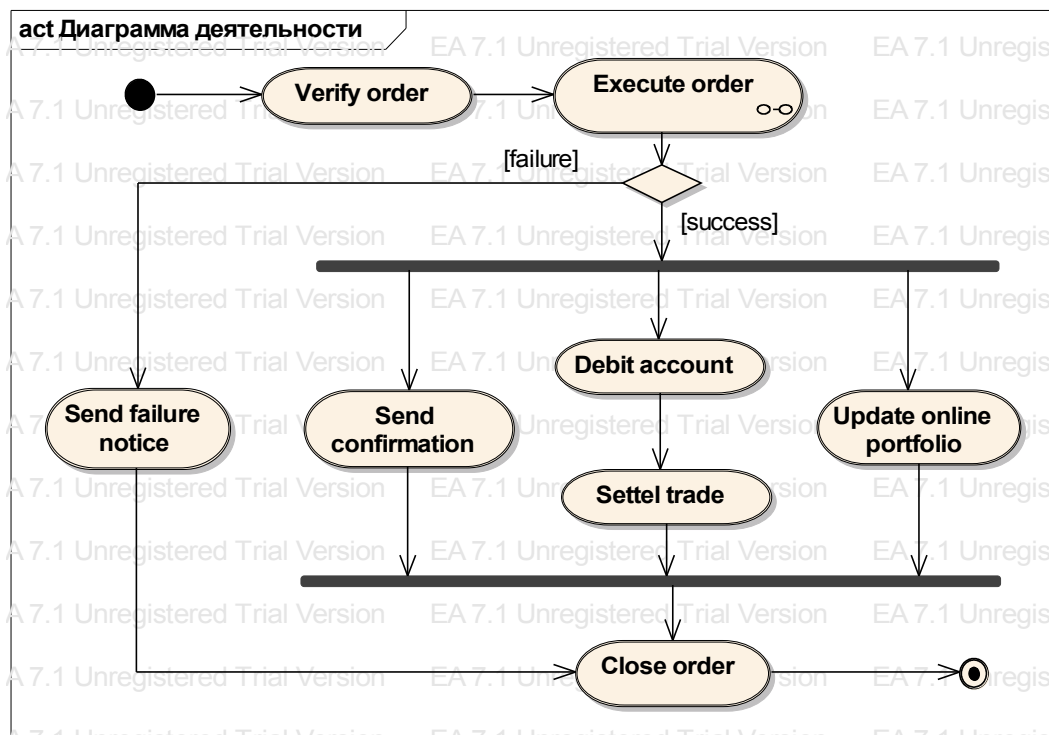 act Диаграмма деятельности
EA 7.1 Unregistered Trial Version
Verify order
Execute order
[failure]
[success]
Debit account
Send failure
notice
Send
confirmation
Update online
portfolio
Settel trade
Close order